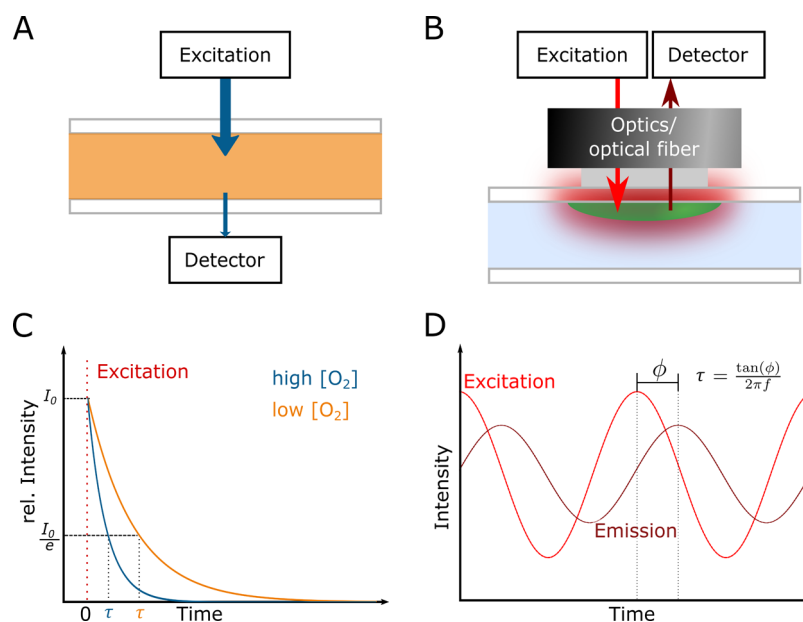 A
Excitation
Detector
B
Excitation
Detector
Optics/
optical fiber
C
Excitation
high [O₂]
low [O₂]
I₀
I₀/e
rel. Intensity
0
τ
τ
Time
D
Excitation
ϕ
τ = tan(ϕ)/2πf
Emission
Intensity
Time